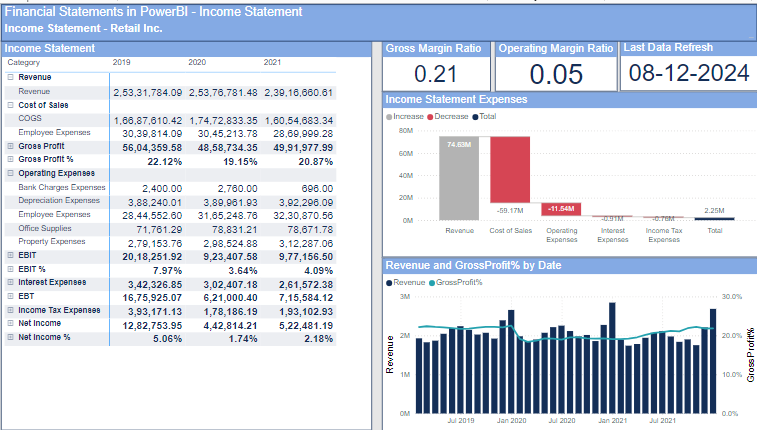 Financial Statements in PowerBI - Income Statement
Income Statement - Retail Inc.
Income Statement
Category 2019 2020 2021
Revenue
Revenue 2,53,31,784.09 2,53,76,781.48 2,39,16,660.61
Cost of Sales
COGS 1,66,87,610.42 1,74,72,833.35 1,60,54,683.34
Employee Expenses 30,39,814.09 30,45,213.78 28,69,999.28
Gross Profit 56,04,359.58 48,58,734.35 49,91,977.99
Gross Profit % 22.12% 19.15% 20.87%
Operating Expenses
Bank Charges Expenses 2,400.00 2,760.00 696.00
Depreciation Expenses 3,88,240.01 3,89,961.93 3,92,296.09
Employee Expenses 28,44,552.60 31,65,248.76 32,30,870.56
Office Supplies 71,761.29 78,831.21 78,671.78
Property Expenses 2,79,153.76 2,98,524.88 3,12,287.06
EBIT 20,18,251.92 9,23,407.58 9,77,156.50
EBIT % 7.97% 3.64% 4.09%
Interest Expenses 3,42,326.85 3,02,407.18 2,61,572.38
EBT 16,75,925.07 6,21,000.40 7,15,584.12
Income Tax Expenses 3,93,171.13 1,78,186.19 1,93,102.93
Net Income 12,82,753.95 4,42,814.21 5,22,481.19
Net Income % 5.06% 1.74% 2.18%
Gross Margin Ratio
0.21
Operating Margin Ratio
0.05
Last Data Refresh
08-12-2024
Income Statement Expenses
Increase Decrease Total
80M
60M
40M
20M
0M
74.63M
-59.17M
-11.54M
-0.91M
-0.76M
2.25M
Revenue
Cost of Sales
Operating
Expenses
Interest
Expenses
Income Tax
Expenses
Total
Revenue and GrossProfit% by Date
Revenue GrossProfit%
Revenue
3M
2M
1M
0M
30.0%
20.0%
10.0%
0.0%
GrossProfit%
Jul 2019 Jan 2020 Jul 2020 Jan 2021 Jul 2021